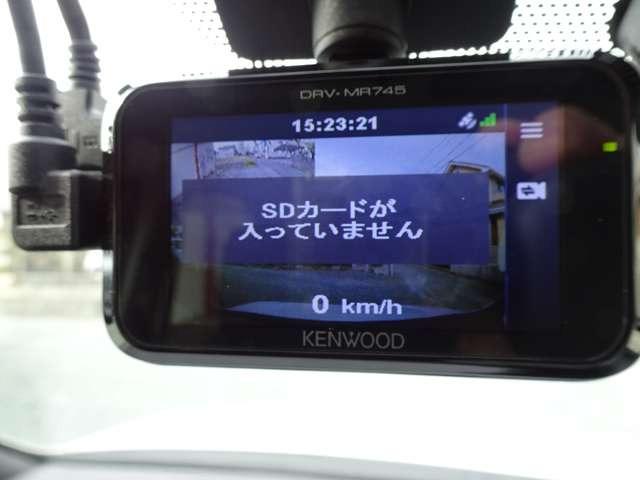 DRV-MR745
15:23:21
SDカードが
入っていません
0 km/h
KENWOOD